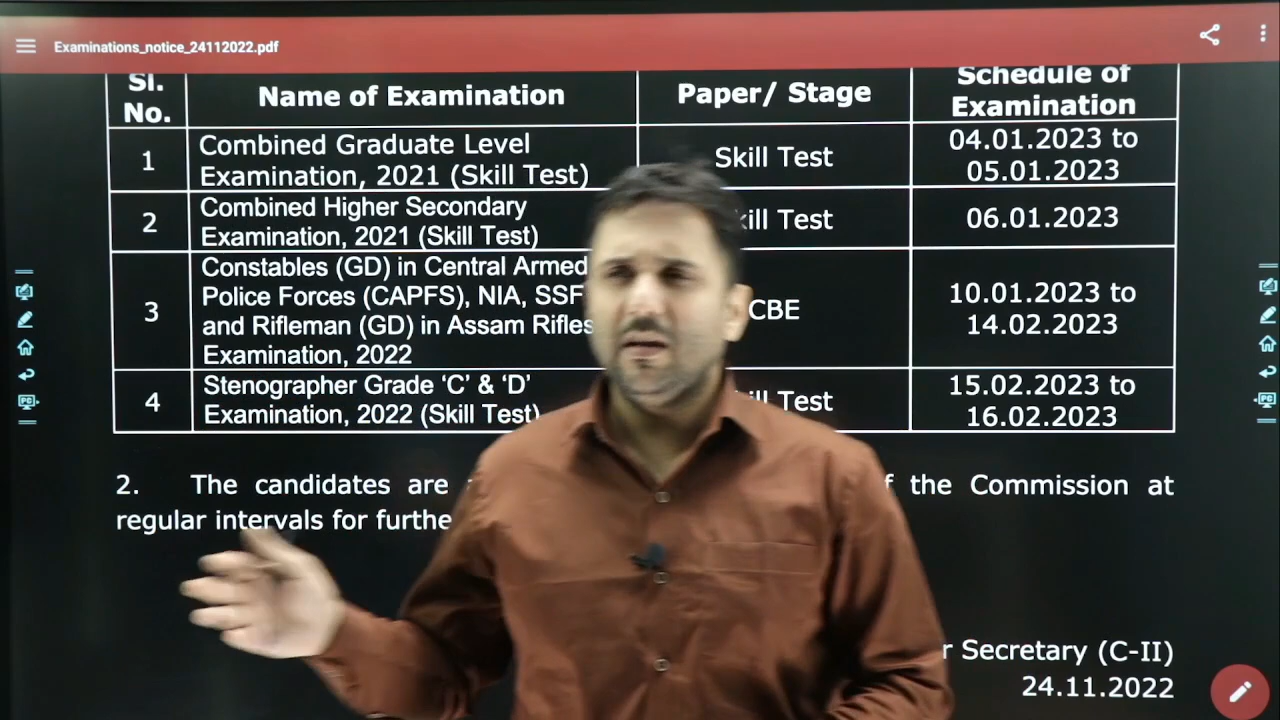 Examinations_notice_24112022.pdf
Sl. No.
Name of Examination
Paper/ Stage
Schedule of Examination
1
Combined Graduate Level
Examination, 2021 (Skill Test)
Skill Test
04.01.2023 to
05.01.2023
2
Combined Higher Secondary
Examination, 2021 (Skill Test)
Test
06.01.2023
3
Constables (GD) in Central Armed
Police Forces (CAPFS), NIA, SSF
and Rifleman (GD) in Assam Rifles
Examination, 2022
CBE
10.01.2023 to
14.02.2023
4
Stenographer Grade ‘C’ & ‘D’
Examination, 2022 (Skill Test)
Test
15.02.2023 to
16.02.2023
2. The candidates are the Commission at
regular intervals for
Secretary (C-II)
24.11.2022
PC
PC